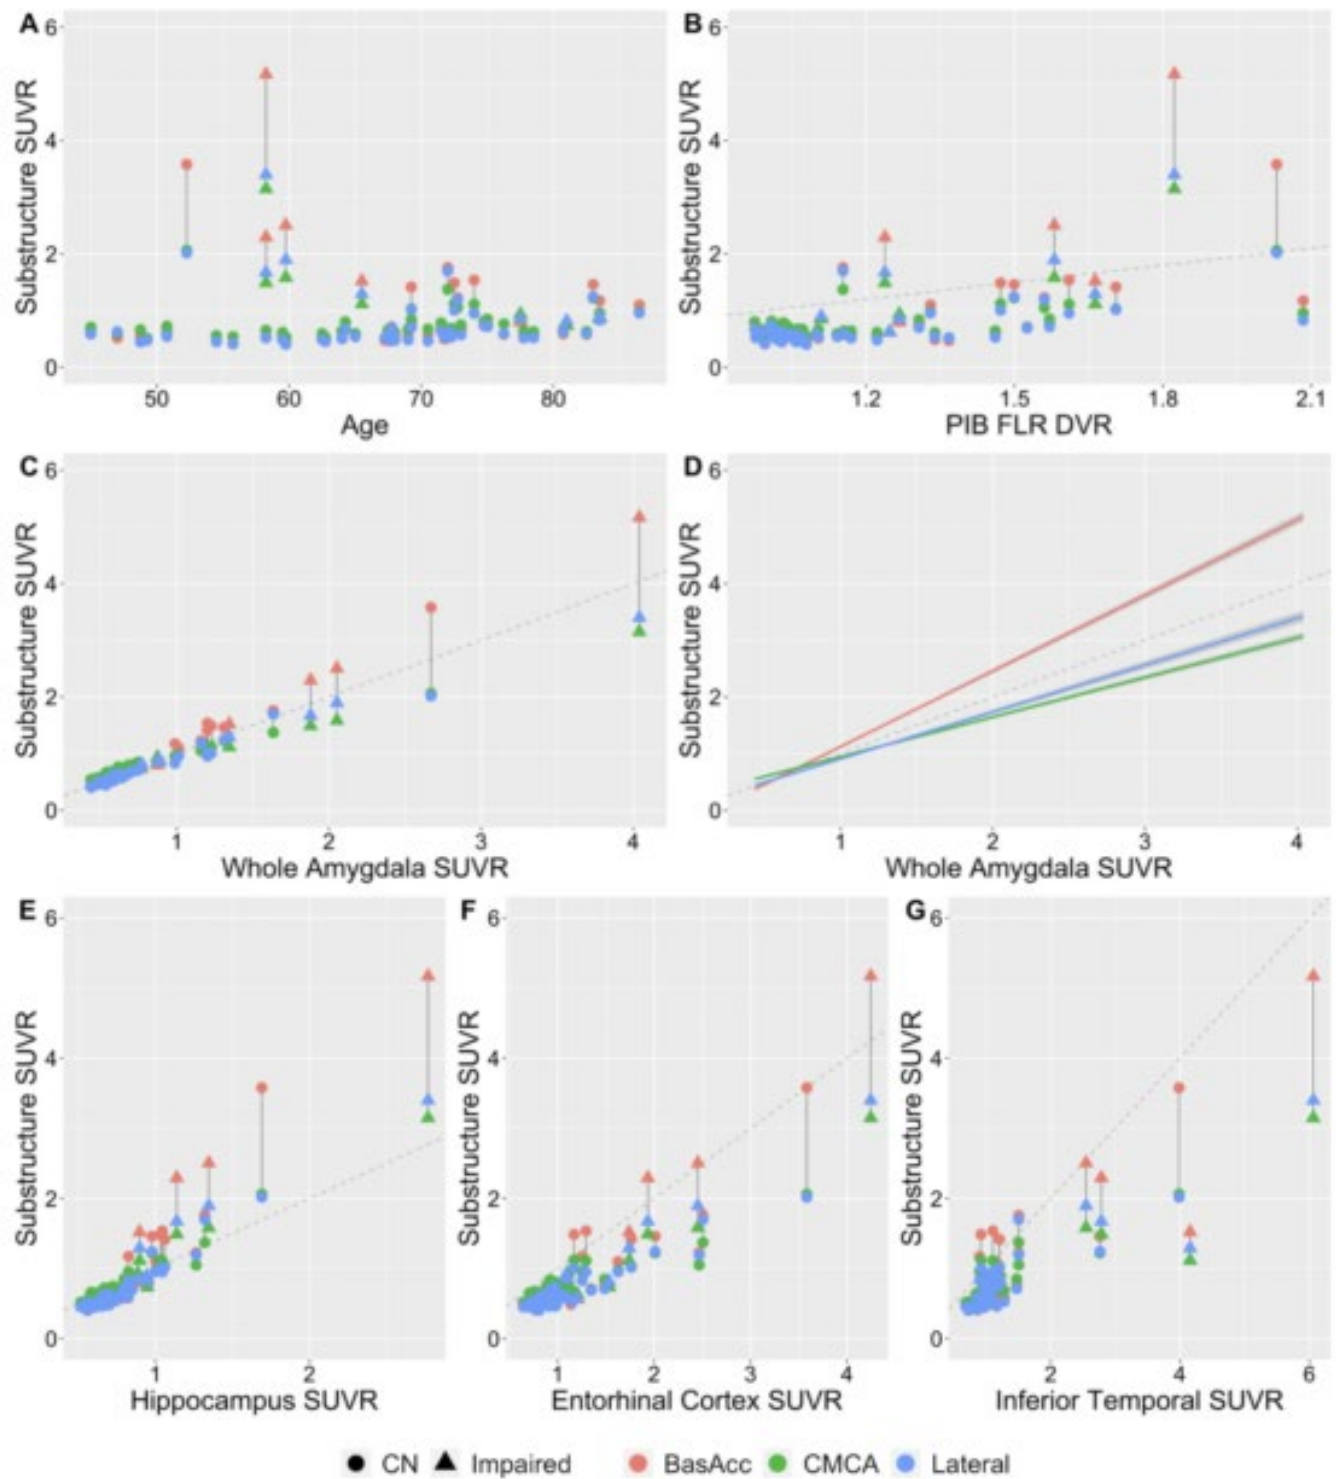 A
B
6
4
2
0
Substructure SUVR
50
60
70
80
Age
6
4
2
0
Substructure SUVR
1.2
1.5
1.8
2.1
PIB FLR DVR
C
D
6
4
2
0
Substructure SUVR
1
2
3
4
Whole Amygdala SUVR
6
4
2
0
Substructure SUVR
1
2
3
4
Whole Amygdala SUVR
E
F
G
6
4
2
0
Substructure SUVR
1
2
Hippocampus SUVR
6
4
2
0
Substructure SUVR
1
2
3
4
Entorhinal Cortex SUVR
6
4
2
0
Substructure SUVR
2
4
6
Inferior Temporal SUVR
CN Impaired BasAcc CMCA Lateral